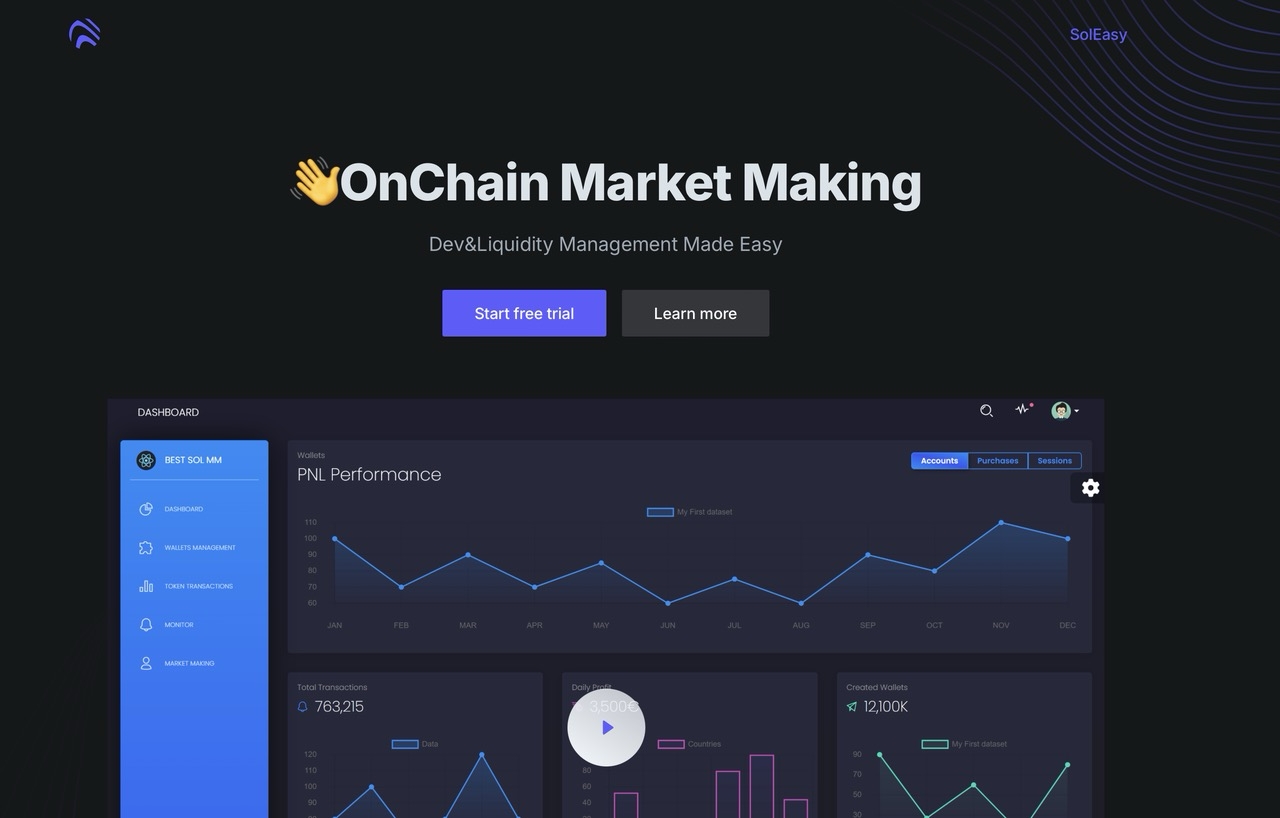 SolEasy
👋OnChain Market Making
Dev&Liquidity Management Made Easy
Start free trial
Learn more
DASHBOARD
BEST SOL MM
DASHBOARD
WALLETS MANAGEMENT
TOKEN TRANSACTIONS
MONITOR
MARKET MAKING
Wallets
PNL Performance
Accounts
Purchases
Sessions
My First dataset
110
100
90
80
70
60
JAN FEB MAR APR MAY JUN JUL AUG SEP OCT NOV DEC
Total Transactions
763,215
Data
120
110
100
90
Daily Profit
3,500€
Countries
80
60
40
Created Wallets
12,100K
My First dataset
90
70
50
30